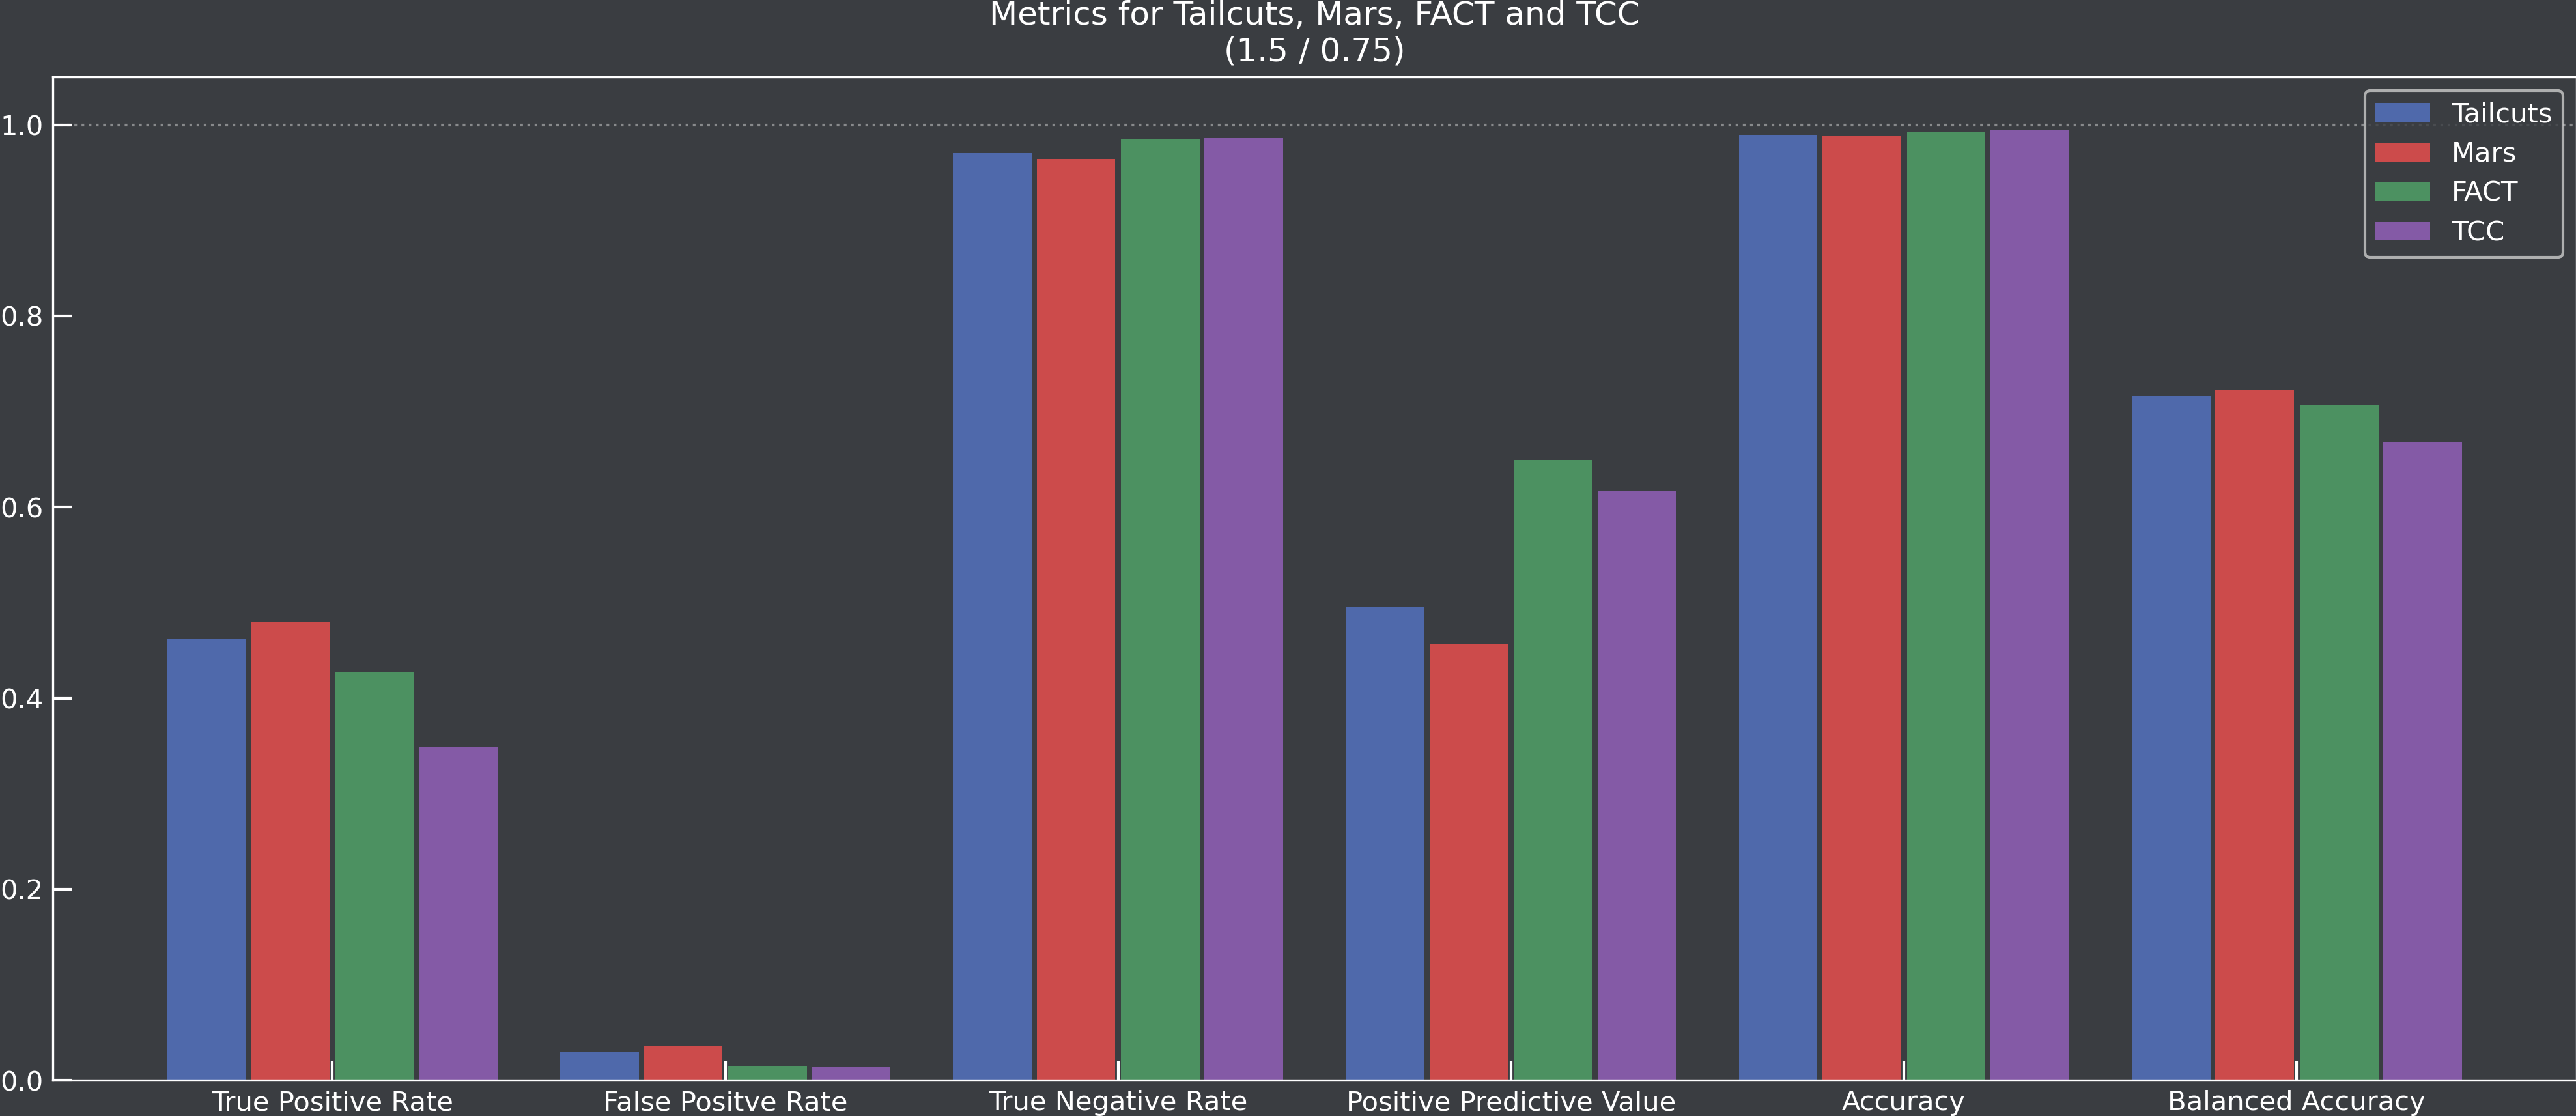 Metrics for Tailcuts, Mars, FACT and TCC
(1.5 / 0.75)
1.0
0.8
0.6
0.4
0.2
0.0
Tailcuts
Mars
FACT
TCC
True Positive Rate
False Positve Rate
True Negative Rate
Positive Predictive Value
Accuracy
Balanced Accuracy